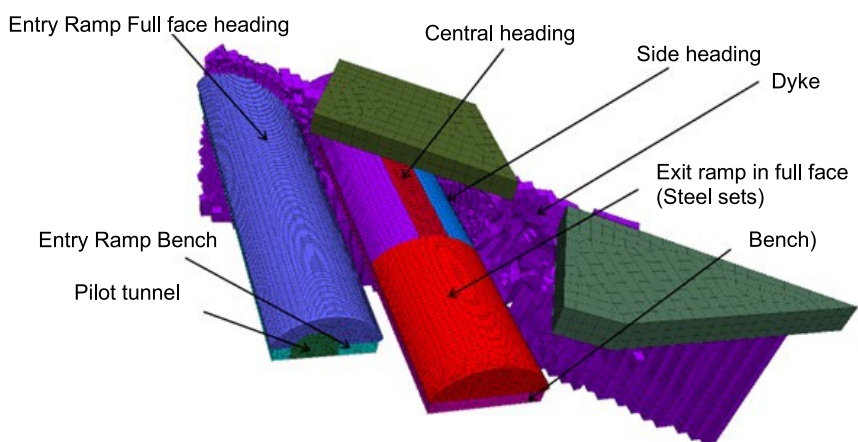 Entry Ramp Full face heading
Central heading
Side heading
Dyke
Exit ramp in full face
(Steel sets)
Entry Ramp Bench
Bench)
Pilot tunnel